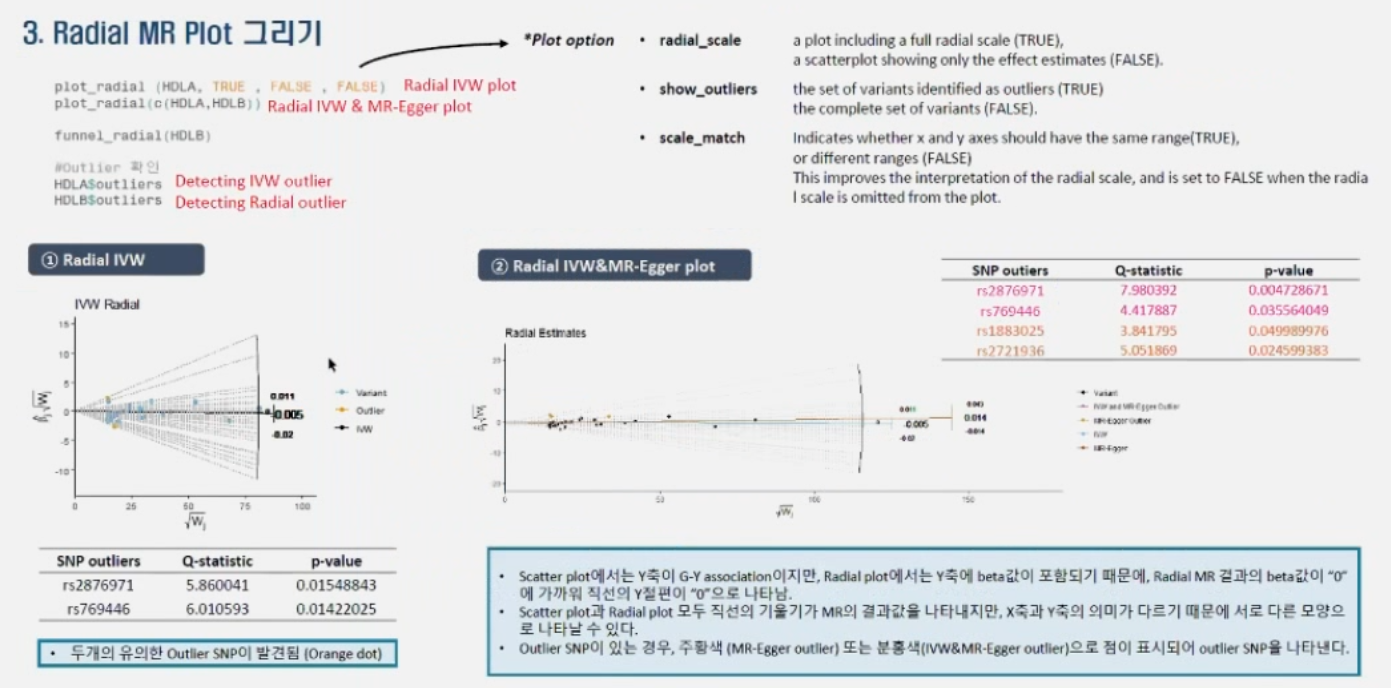 3. Radial MR Plot 그리기
plot_radial (HDLA, TRUE , FALSE , FALSE) Radial IVW plot
plot_radial(c(HDLA,HDLB)) Radial IVW & MR-Egger plot
funnel_radial(HDLB)
#Outlier 확인
HDLA$outliers Detecting IVW outlier
HDLB$outliers Detecting Radial outlier
*Plot option
• radial_scale a plot including a full radial scale (TRUE),
a scatterplot showing only the effect estimates (FALSE).
• show_outliers the set of variants identified as outliers (TRUE)
the complete set of variants (FALSE).
• scale_match Indicates whether x and y axes should have the same range(TRUE),
or different ranges (FALSE)
This improves the interpretation of the radial scale, and is set to FALSE when the radia
l scale is omitted from the plot.
① Radial IVW
IVW Radial
15
10
5
0
-5
-10
β̂j√Wj
0 25 50 75 100
√Wj
0.011
-0.005
-0.02
Variant
Outlier
IVW
SNP outliers Q-statistic p-value
rs2876971 5.860041 0.01548843
rs769446 6.010593 0.01422025
• 두개의 유의한 Outlier SNP이 발견됨 (Orange dot)
② Radial IVW&MR-Egger plot
SNP outiers Q-statistic p-value
rs2876971 7.980392 0.004728671
rs769446 4.417887 0.035564049
rs1883025 3.841795 0.049989976
rs2721936 5.051869 0.024599383
Radial Estimates
20
10
0
-10
-20
β̂j√Wj
0 50 100 150
√Wj
0.011
-0.005
-0.02
0.014
Variant
IVW and MR-Egger Outlier
MR-Egger Outlier
IVW
MR-Egger
• Scatter plot에서는 Y축이 G-Y association이지만, Radial plot에서는 Y축에 beta값이 포함되기 때문에, Radial MR 결과의 beta값이 “0”
에 가까워 직선의 Y절편이 “0”으로 나타남.
• Scatter plot과 Radial plot 모두 직선의 기울기가 MR의 결과값을 나타내지만, X축과 Y축의 의미가 다르기 때문에 서로 다른 모양으
로 나타날 수 있다.
• Outlier SNP이 있는 경우, 주황색 (MR-Egger outlier) 또는 분홍색(IVW&MR-Egger outlier)으로 점이 표시되어 outlier SNP을 나타낸다.